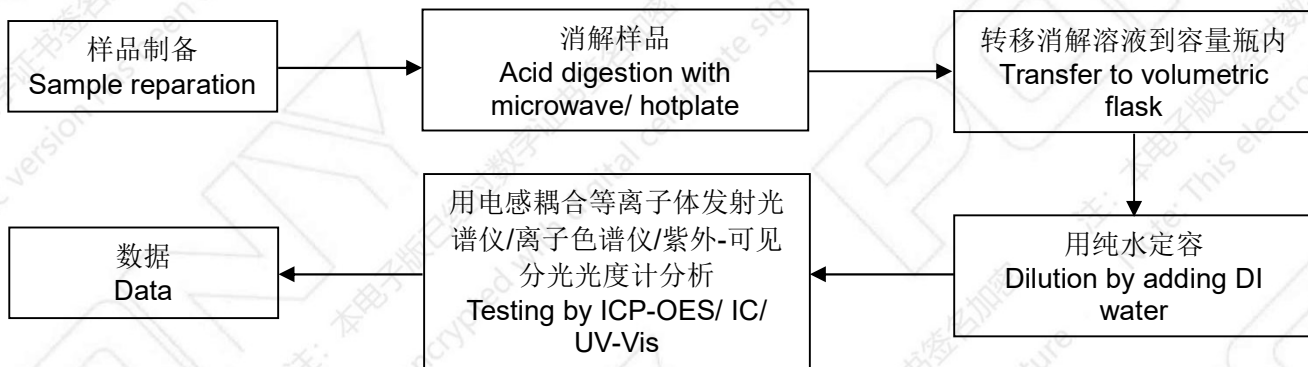 样品制备
Sample reparation
消解样品
Acid digestion with
microwave/ hotplate
转移消解溶液到容量瓶内
Transfer to volumetric
flask
用纯水定容
Dilution by adding DI
water
用电感耦合等离子体发射光
谱仪/离子色谱仪/紫外-可见
分光光度计分析
Testing by ICP-OES/ IC/
UV-Vis
数据
Data